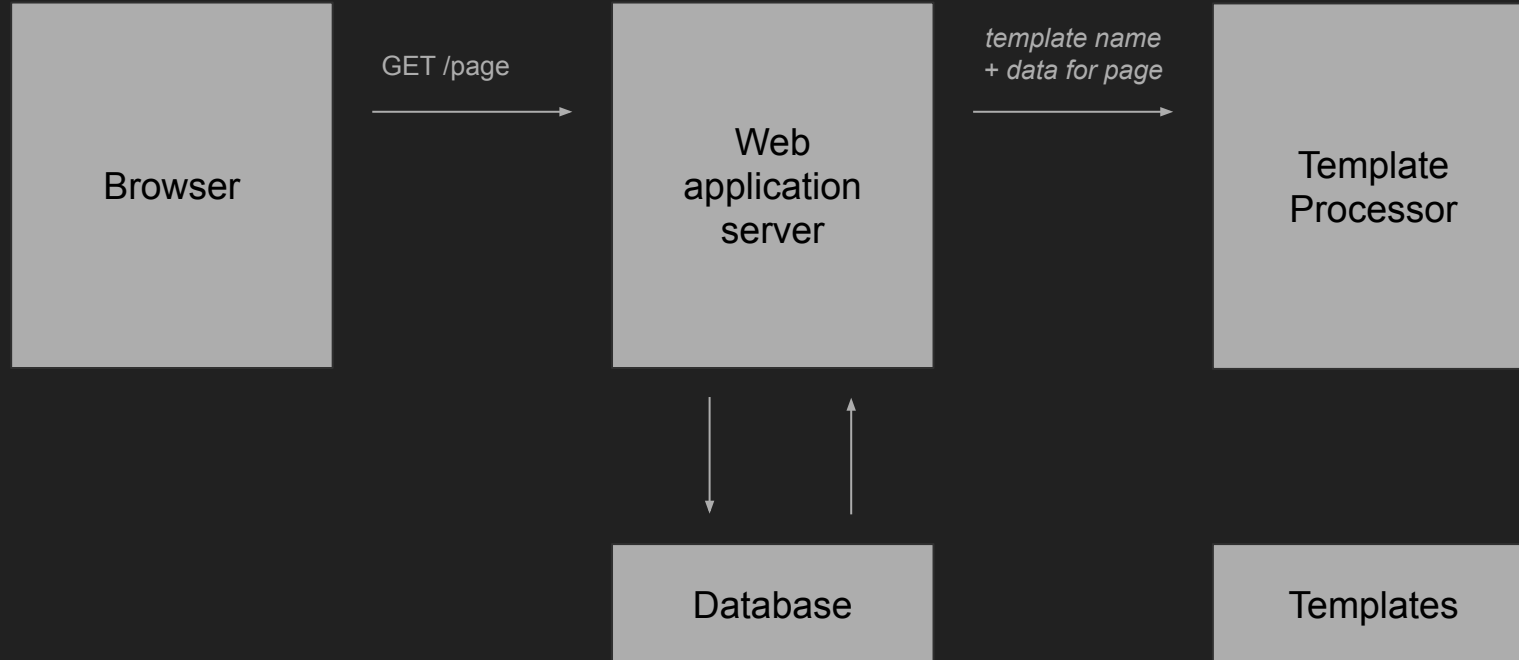 GET /page
template name
+ data for page
Browser
Web
application
server
Template
Processor
Database
Templates